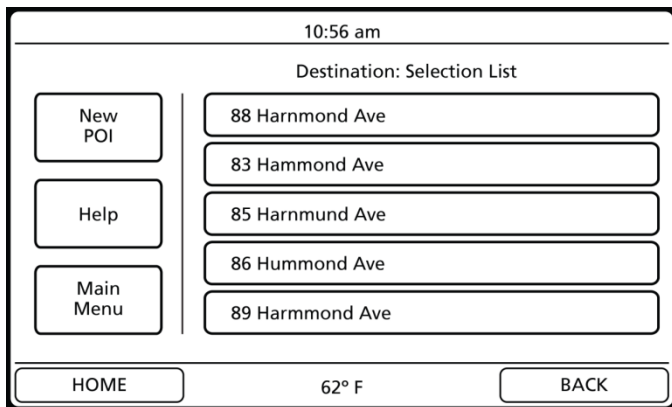 10:56 am
Destination: Selection List
New
POI
Help
Main
Menu
88 Harnmond Ave
83 Hammond Ave
85 Harnmund Ave
86 Hummond Ave
89 Harmmond Ave
HOME
62º F
BACK